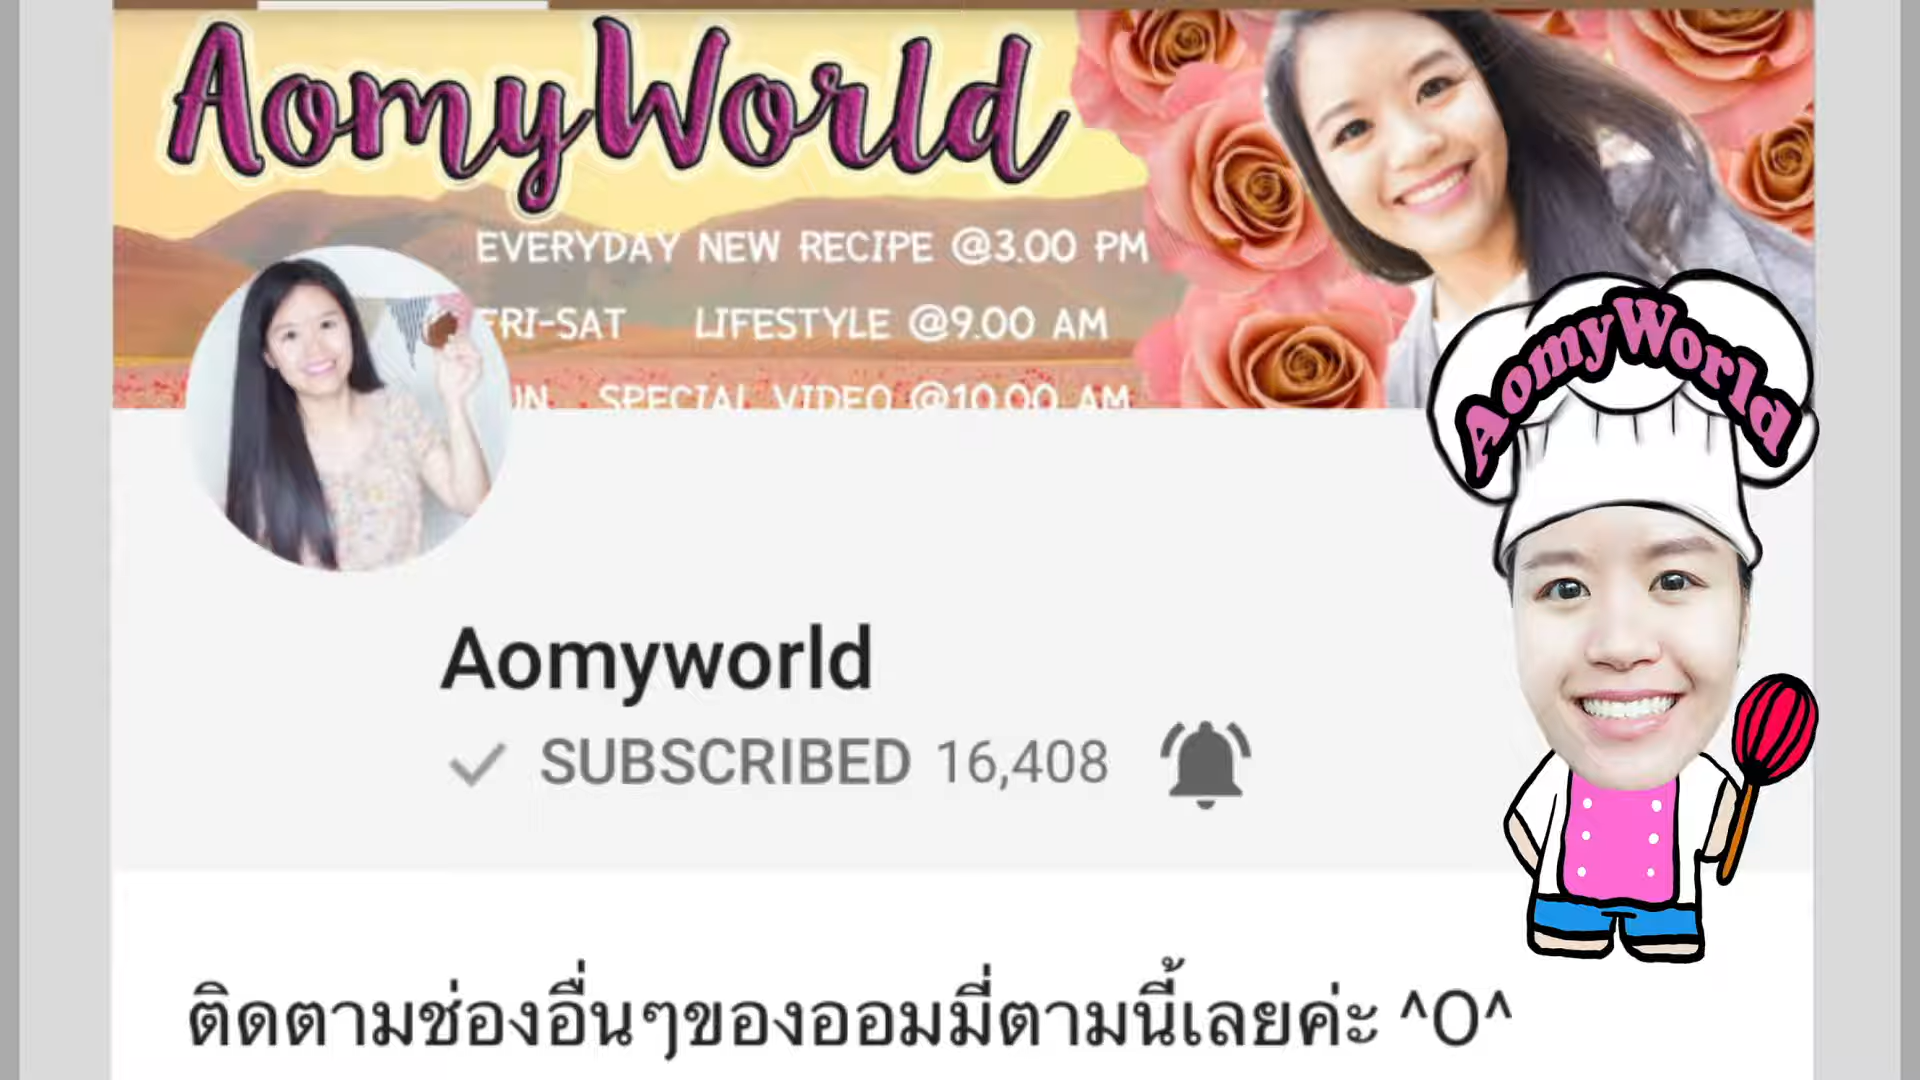 AomyWorld
EVERYDAY NEW RECIPE @3.00 PM
FRI-SAT LIFESTYLE @9.00 AM
SPECIAL VIDEO @10.00 AM
AomyWorld
Aomyworld
SUBSCRIBED 16,408
ติดตามช่องอื่นๆของออมมี่ตามนี้เลยค่ะ ^O^